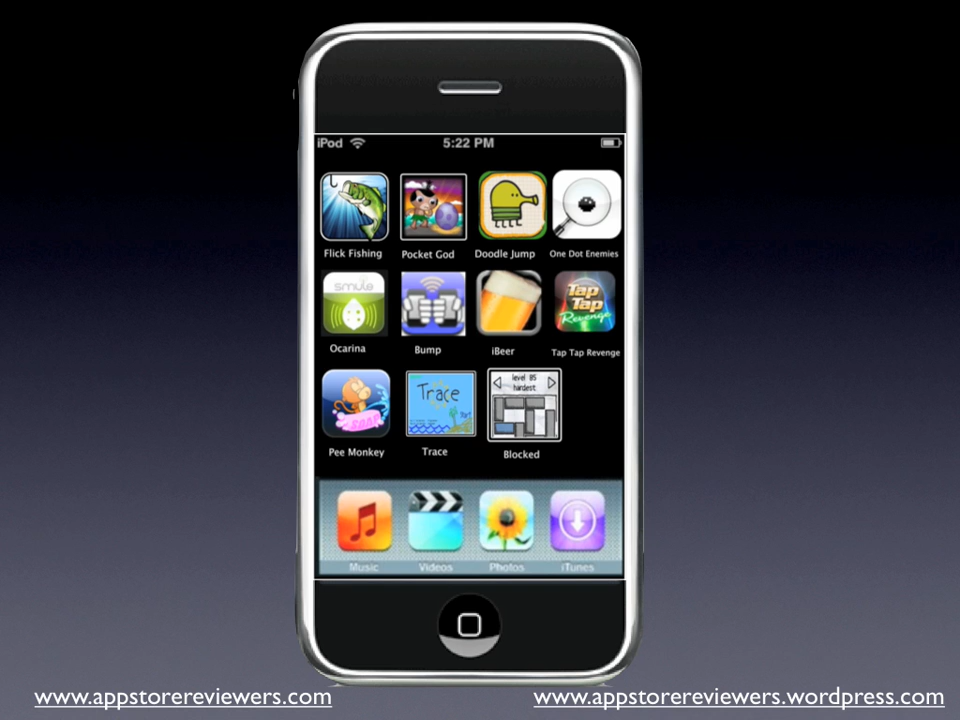 iPod 5:22 PM
Flick Fishing Pocket God Doodle Jump One Dot Enemies
smule
Tap
Tap
Revenge
Ocarina Bump iBeer Tap Tap Revenge
SOAP
Trace
level 85
hardest
Pee Monkey Trace Blocked
Music Videos Photos iTunes
www.appstorereviewers.com www.appstorereviewers.wordpress.com